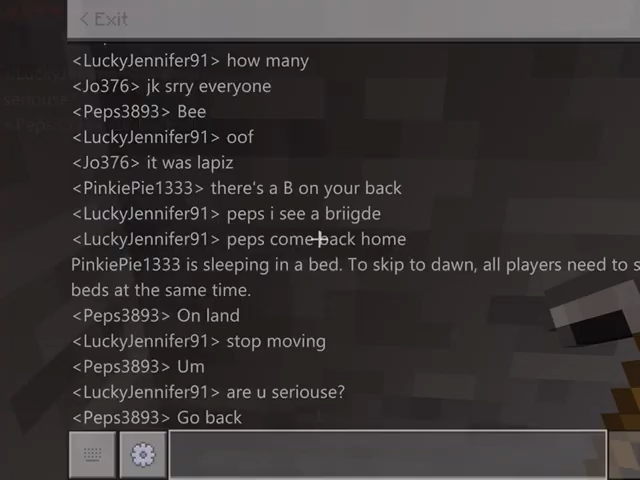 < Exit
<LuckyJennifer91> how many
<Jo376> jk srry everyone
<Peps3893> Bee
<LuckyJennifer91> oof
<Jo376> it was lapiz
<PinkiePie1333> there's a B on your back
<LuckyJennifer91> peps i see a briigde
<LuckyJennifer91> peps come back home
PinkiePie1333 is sleeping in a bed. To skip to dawn, all players need to s
beds at the same time.
<Peps3893> On land
<LuckyJennifer91> stop moving
<Peps3893> Um
<LuckyJennifer91> are u seriouse?
<Peps3893> Go back